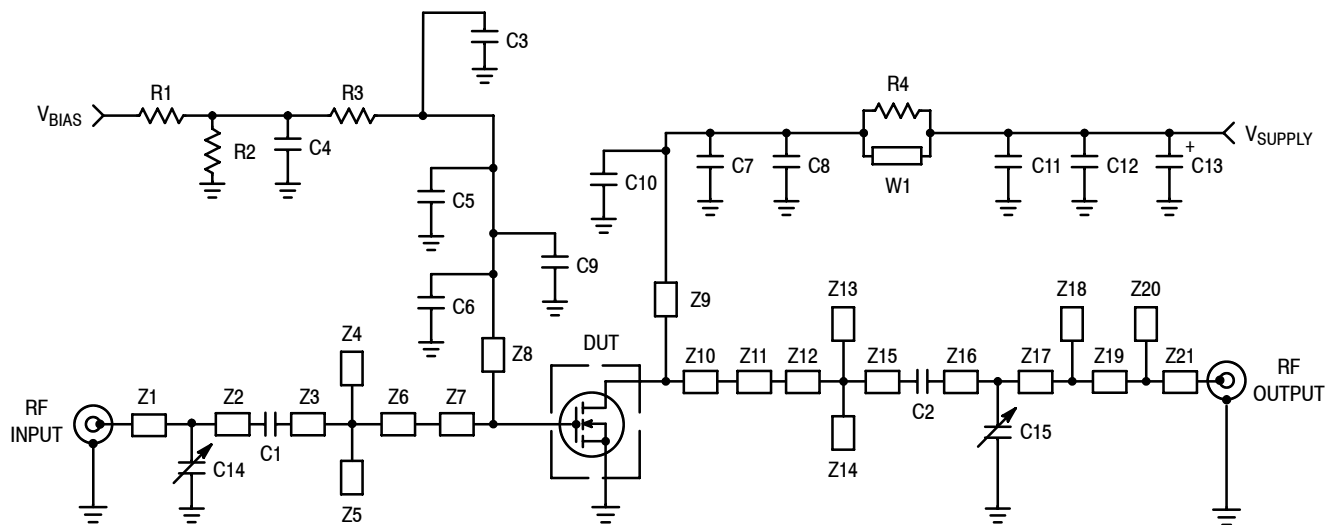 C3
V_BIAS
R1
R3
R2
C4
R4
W1
V_SUPPLY
C5
C10
C7
C8
C11
C12
+
C13
C9
C6
Z9
Z13
Z18
Z20
Z4
Z8
DUT
Z10
Z11
Z12
Z15
Z16
Z17
Z19
Z21
RF
OUTPUT
RF
INPUT
Z1
Z2
Z3
Z6
Z7
C2
C1
C14
C15
Z14
Z5